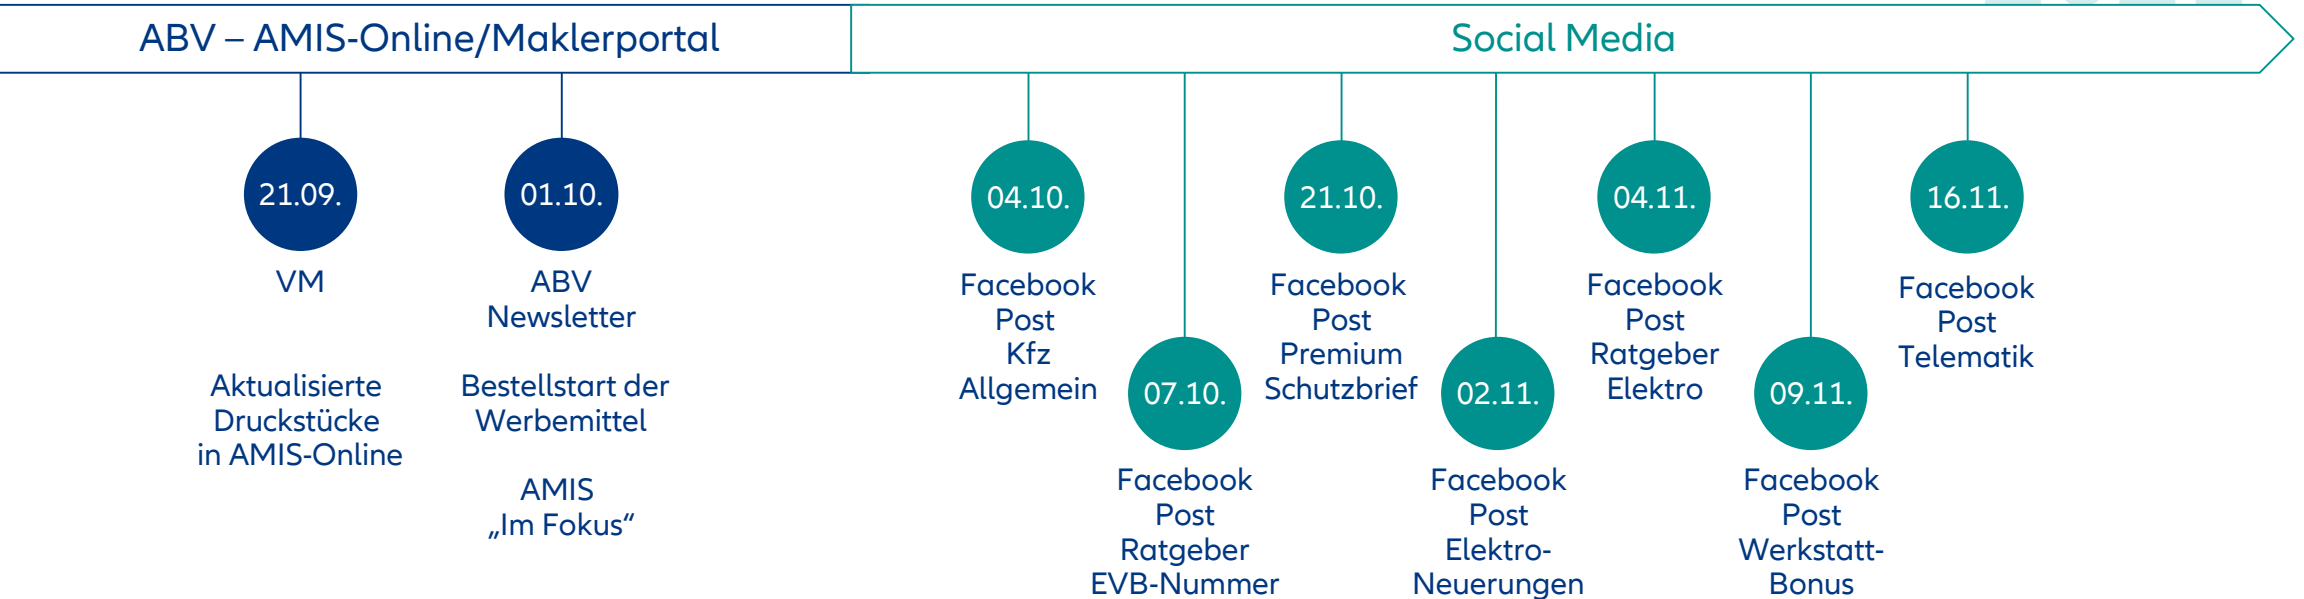 ABV – AMIS-Online/Maklerportal
Social Media
21.09.
VM
Aktualisierte
Druckstücke
in AMIS-Online
01.10.
ABV
Newsletter
Bestellstart der
Werbemittel
AMIS
„Im Fokus“
04.10.
Facebook
Post
Kfz
Allgemein
07.10.
Facebook
Post
Ratgeber
EVB-Nummer
21.10.
Facebook
Post
Premium
Schutzbrief
02.11.
Facebook
Post
Elektro-
Neuerungen
04.11.
Facebook
Post
Ratgeber
Elektro
09.11.
Facebook
Post
Werkstatt-
Bonus
16.11.
Facebook
Post
Telematik